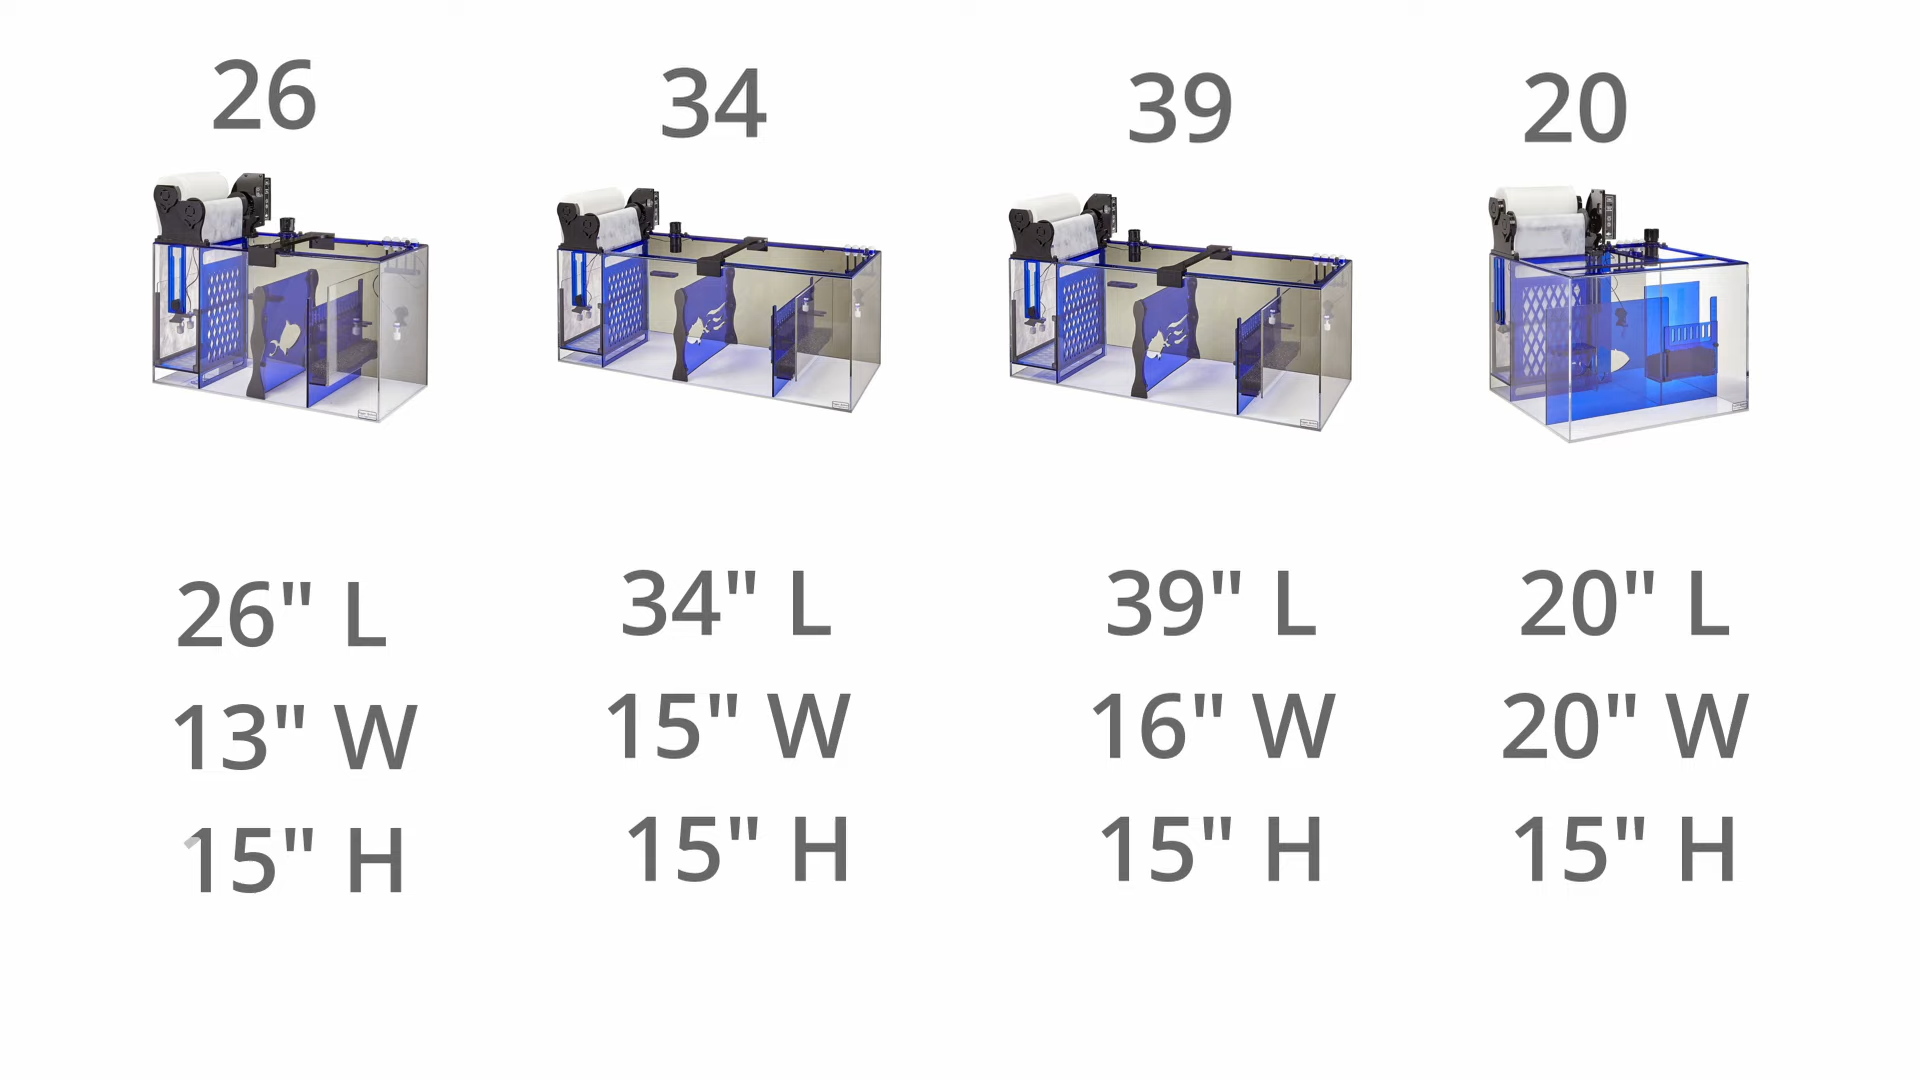 26
34
39
20
26" L
13" W
15" H
34" L
15" W
15" H
39" L
16" W
15" H
20" L
20" W
15" H